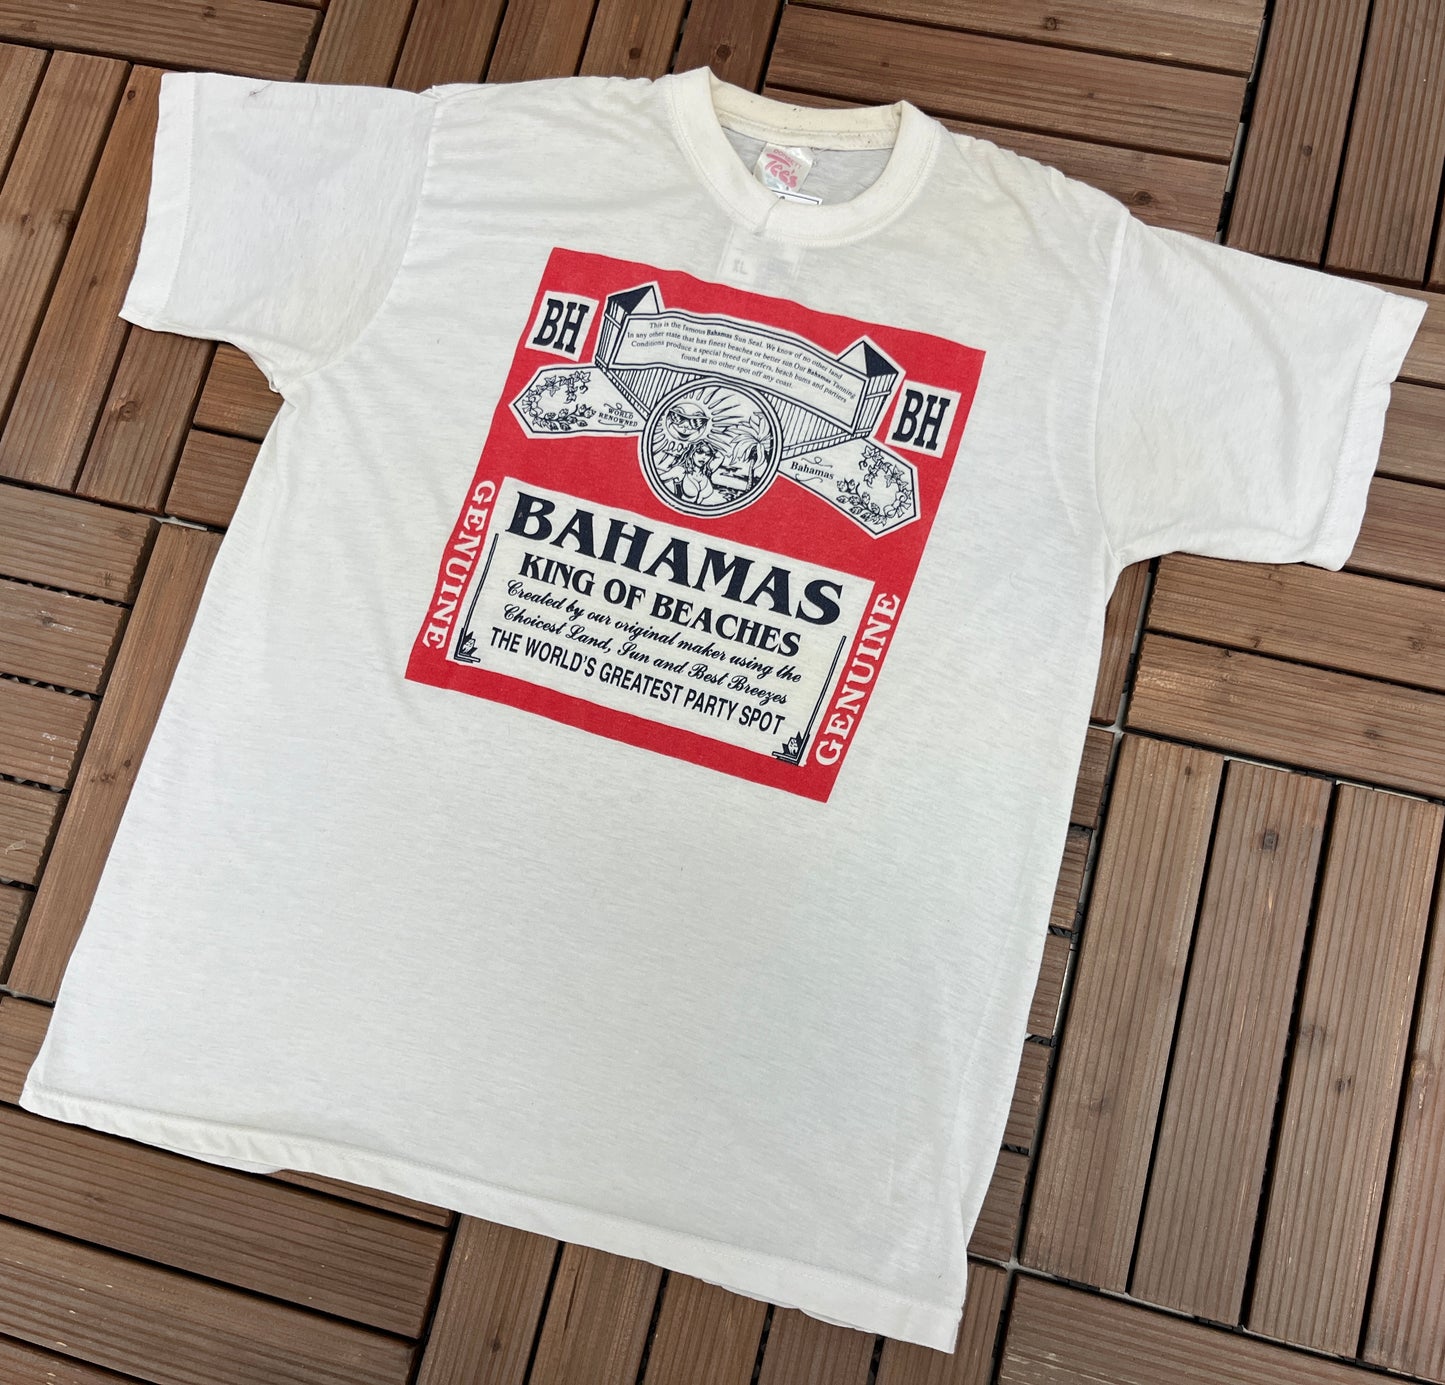 Tee's
XL
BH
This is the famous Bahamas Sun Seal. We know of no other land
In any other state that has finest beaches or better sun Our Bahamas Tanning
Conditions produce a special breed of surfers, beach bums and partiers
found at no other spot off any coast.
BH
WORLD
RENOWNED
Bahamas
GENUINE
BAHAMAS
KING OF BEACHES
Created by our original maker using the
Choicest Land, Sun and Best Breezes
THE WORLD'S GREATEST PARTY SPOT
GENUINE